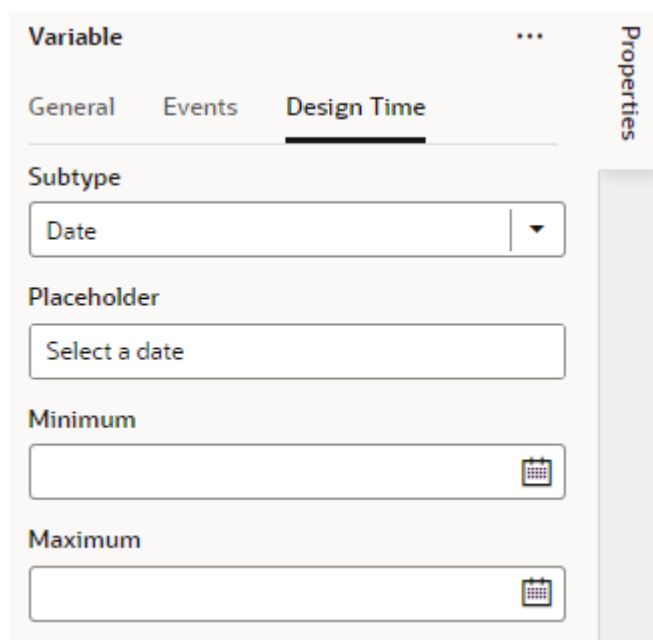 Variable
Properties
General Events Design Time
Subtype
Date
Placeholder
Select a date
Minimum
Maximum